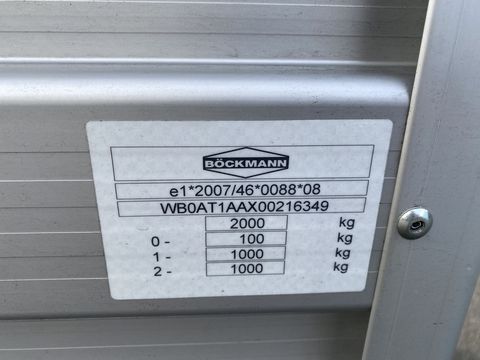 BÖCKMANN
e1*2007/46*0088*08
WB0AT1AAX00216349
2000 kg
0 - 100 kg
1 - 1000 kg
2 - 1000 kg